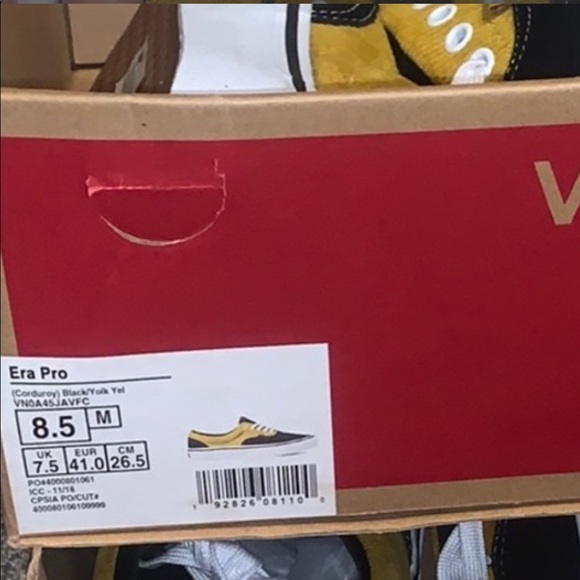 V
Era Pro
(Corduroy) Black/Yolk Yel
VN0A45JAVFC
8.5 M
UK EUR CM
7.5 41.0 26.5
PO#4000801061
ICC - 11/18
CPSIA PO/CUT#
400080106109999
1 92826 08110 0